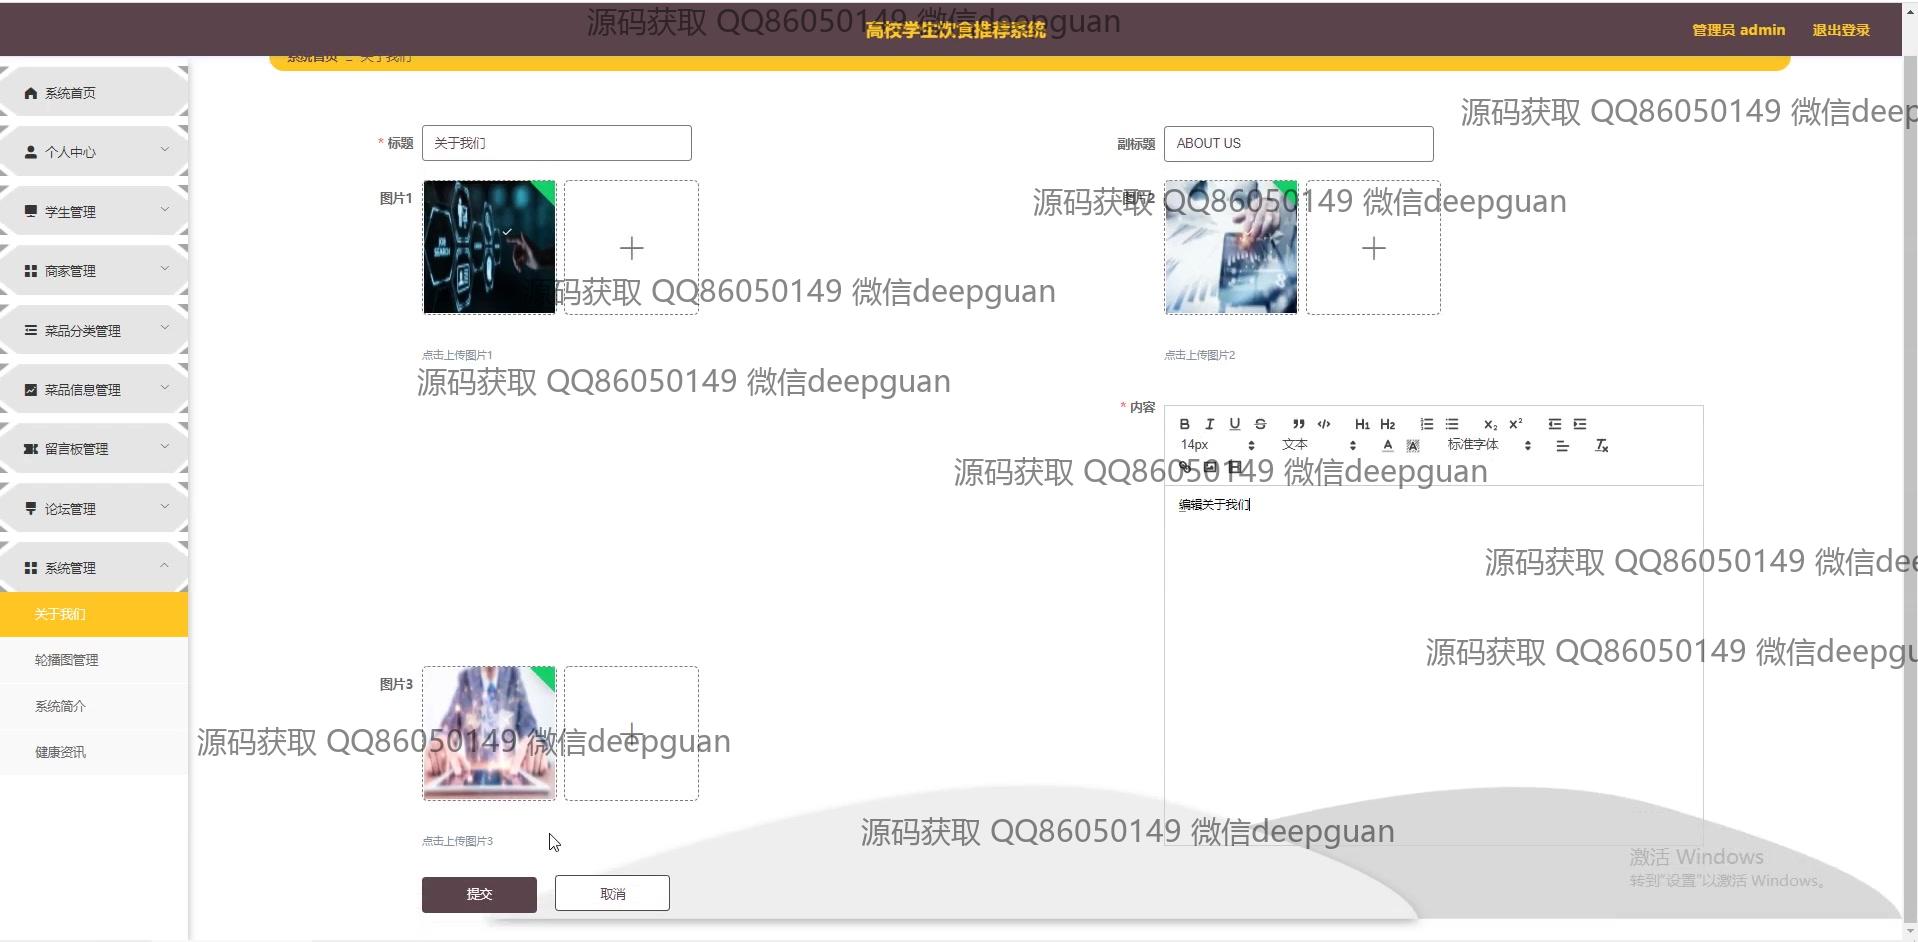 高校学生饮食推荐系统
管理员 admin
退出登录
源码获取 QQ86050149 微信deepguan
系统首页
关于我们
系统首页
个人中心
学生管理
商家管理
菜品分类管理
菜品信息管理
留言板管理
论坛管理
系统管理
关于我们
轮播图管理
系统简介
健康资讯
* 标题
关于我们
副标题
ABOUT US
源码获取 QQ86050149 微信deep
图片1
图片2
JOB
SEARCH
源码获取 QQ86050149 微信deepguan
源码获取 QQ86050149 微信deepguan
点击上传图片1
点击上传图片2
源码获取 QQ86050149 微信deepguan
* 内容
B I U S H1 H2 X₂ X²
14px 文本 A A 标准字体 Tx
源码获取 QQ86050149 微信deepguan
编辑关于我们
源码获取 QQ86050149 微信de
源码获取 QQ86050149 微信deepgu
图片3
源码获取 QQ86050149 微信deepguan
点击上传图片3
源码获取 QQ86050149 微信deepguan
提交
取消
激活 Windows
转到"设置"以激活 Windows。